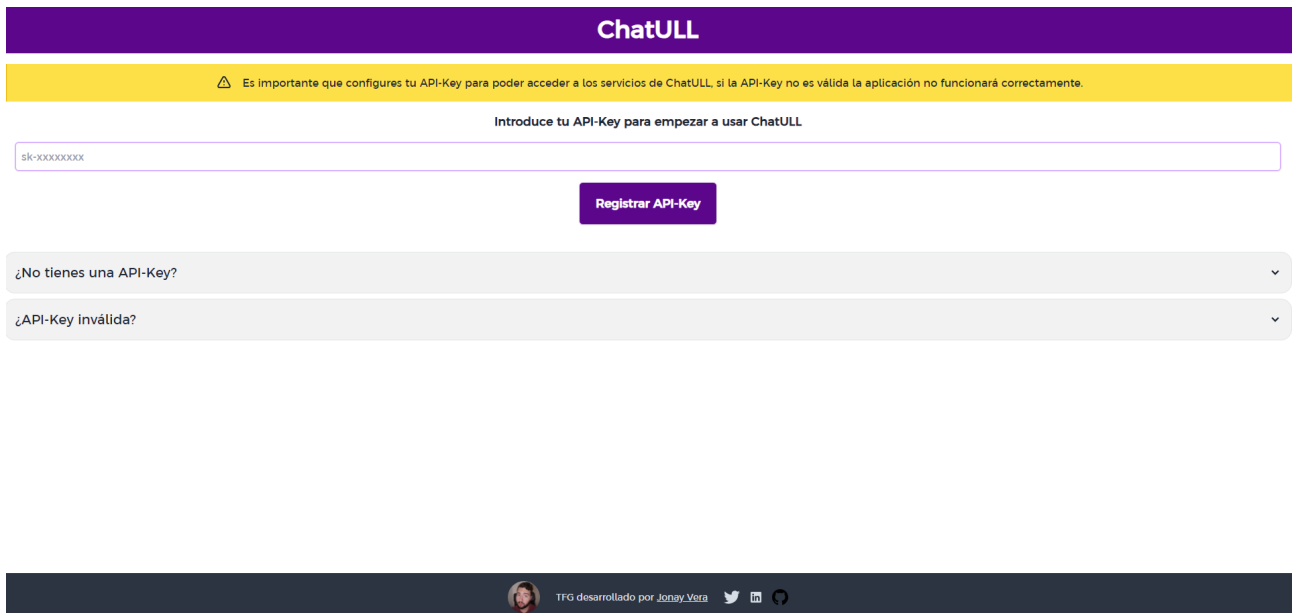 ChatULL
Es importante que configures tu API-Key para poder acceder a los servicios de ChatULL, si la API-Key no es válida la aplicación no funcionará correctamente.
Introduce tu API-Key para empezar a usar ChatULL
sk-xxxxxxxx
Registrar API-Key
¿No tienes una API-Key?
¿API-Key inválida?
TFG desarrollado por Jonay Vera